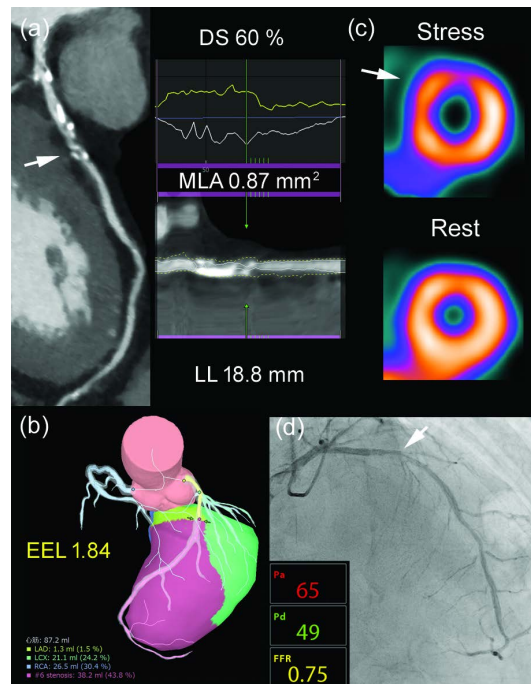 (a)
DS 60 %
50
MLA 0.87 mm²
LL 18.8 mm
(c)
Stress
Rest
(b)
EEL 1.84
心筋: 87.2 ml
LAD: 1.3 ml (1.5 %)
LCX: 21.1 ml (24.2 %)
RCA: 26.5 ml (30.4 %)
#6 stenosis: 38.2 ml (43.8 %)
(d)
Pa
65
Pd
49
FFR
0.75